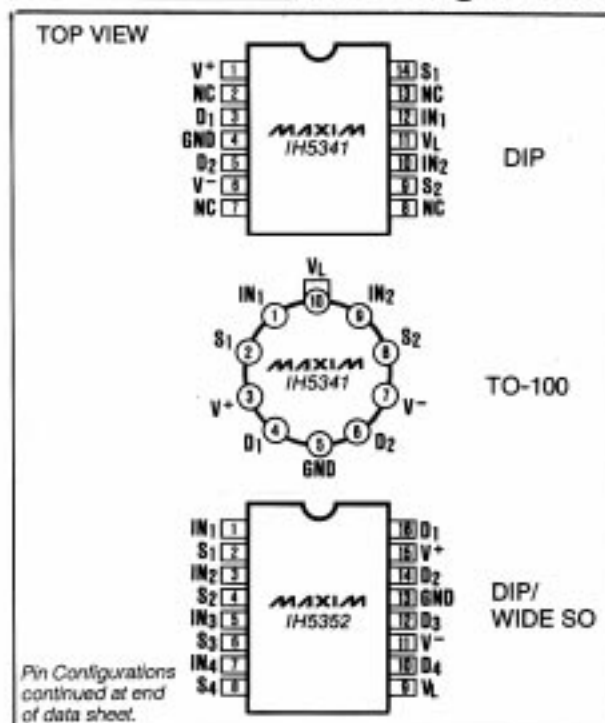 TOP VIEW
V+ 1 14 S1
NC 2 13 NC
D1 3 12 IN1
GND 4 11 VL
D2 5 10 IN2
V− 6 9 S2
NC 7 8 NC
MAXIM
IH5341
DIP
VL
10
IN1 1 9 IN2
S1 2 8 S2
MAXIM
IH5341
TO-100
V+ 3 7 V−
D1 4 6 D2
5
GND
IN1 1 16 D1
S1 2 15 V+
IN2 3 14 D2
S2 4 13 GND
IN3 5 12 D3
S3 6 11 V−
IN4 7 10 D4
S4 8 9 VL
MAXIM
IH5352
DIP/
WIDE SO
Pin Configurations
continued at end
of data sheet.